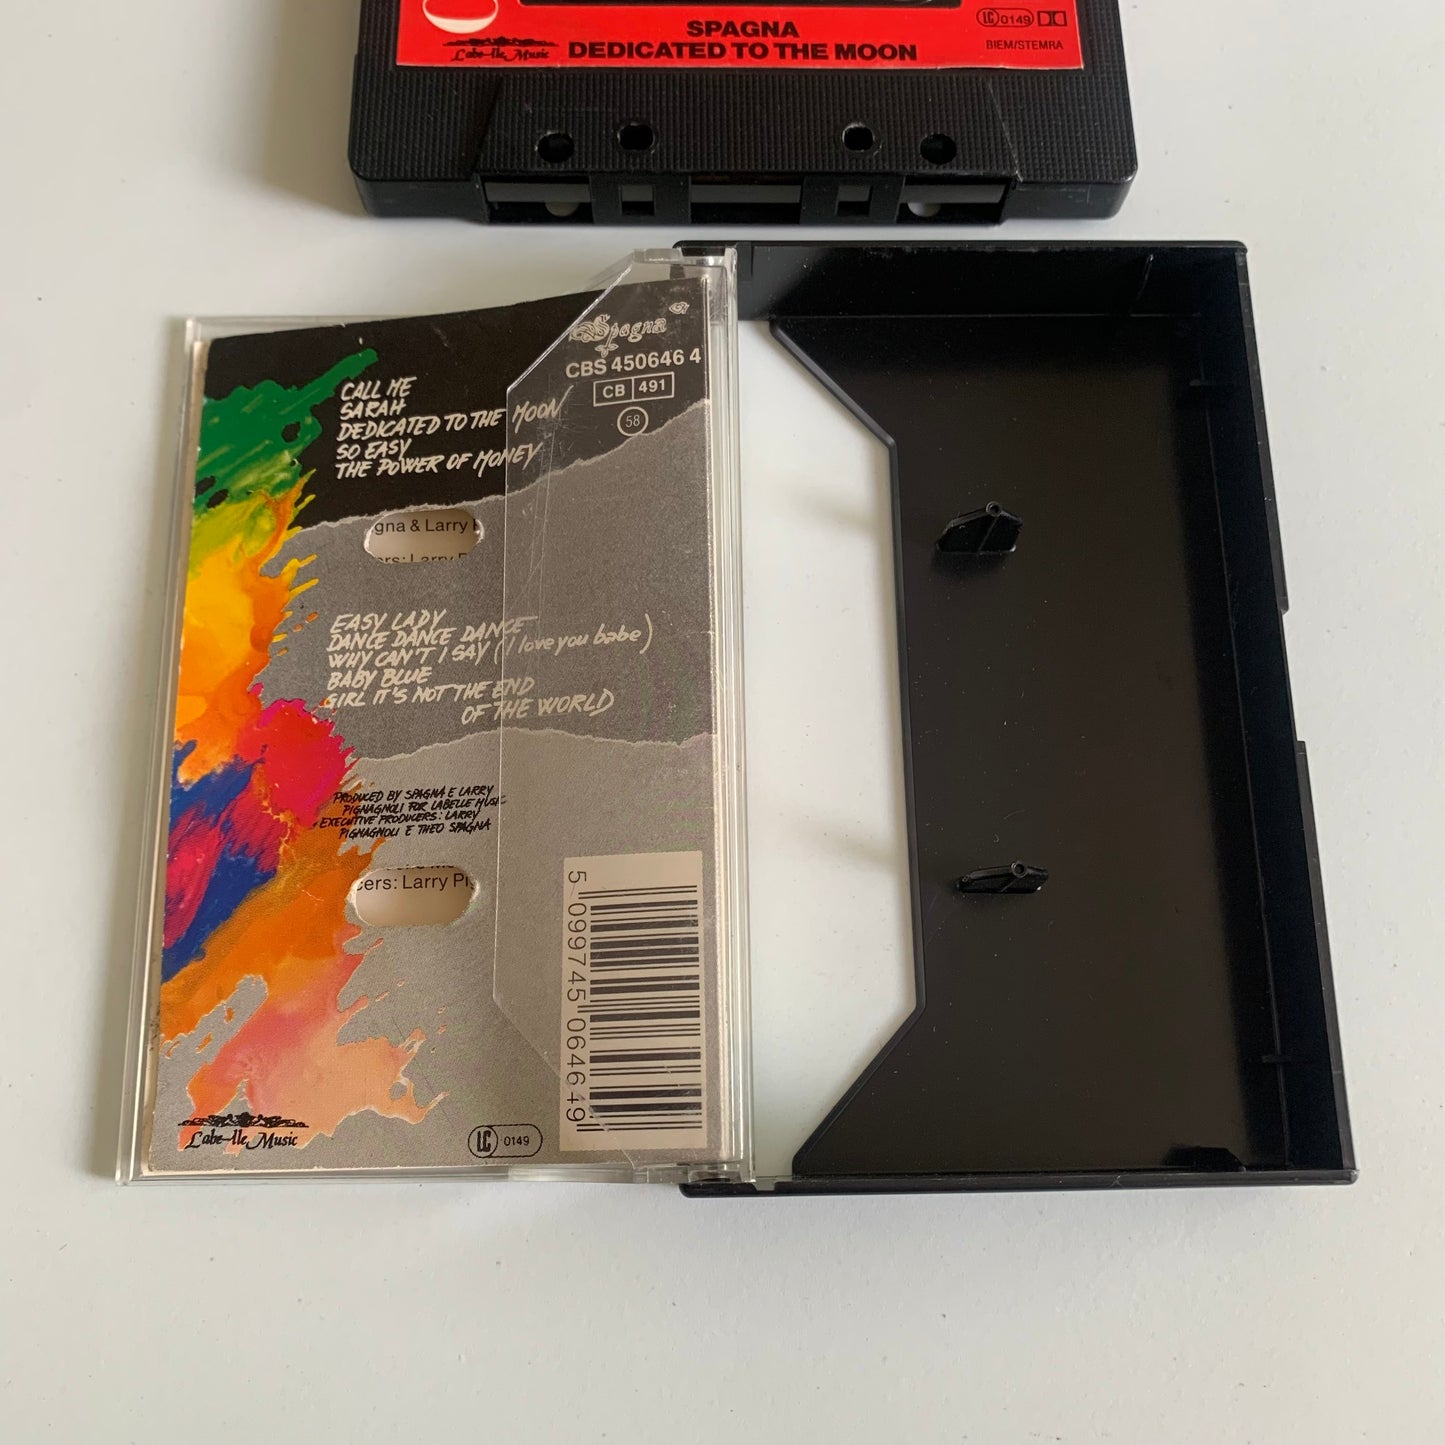 SPAGNA
DEDICATED TO THE MOON
Labe-lle Music
LC 0149
BIEM/STEMRA
Spagna
CBS 450646 4
CB 491
58
CALL ME
SARAH
DEDICATED TO THE MOON
SO EASY
THE POWER OF MONEY
gna & Larry
ers: Larry
EASY LADY
DANCE DANCE DANCE
WHY CAN'T I SAY (I love you babe)
BABY BLUE
GIRL IT'S NOT THE END
OF THE WORLD
PRODUCED BY SPAGNA E LARRY
PIGNAGNOLI FOR LABELLE MUSIC
EXECUTIVE PRODUCERS: LARRY
PIGNAGNOLI E THEO SPAGNA
cers: Larry Pi
5 099745 064649
Labe-lle Music
LC 0149